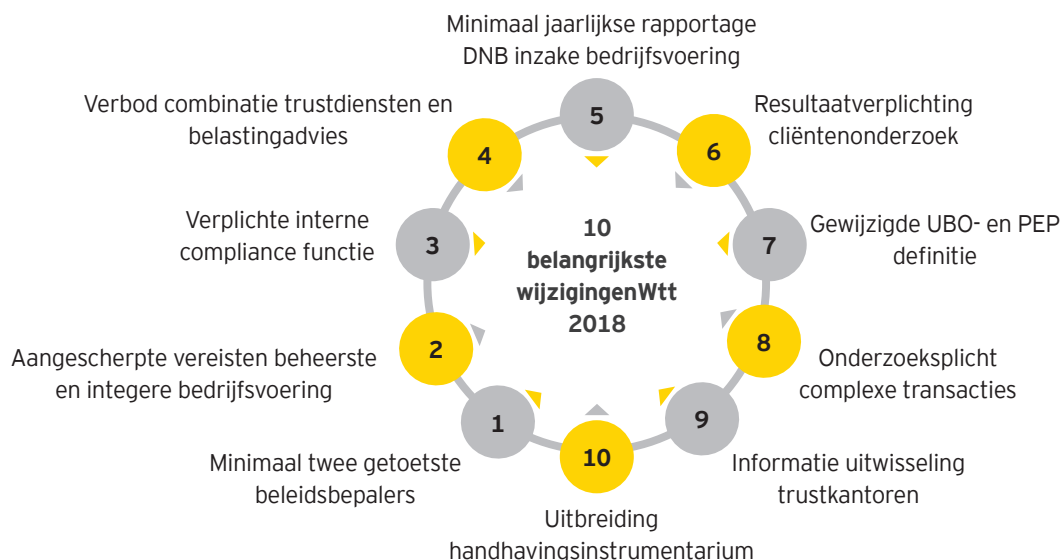 Minimaal jaarlijkse rapportage
DNB inzake bedrijfsvoering
Verbod combinatie trustdiensten en
belastingadvies
5
Resultaatverplichting
cliëntenonderzoek
4
6
Verplichte interne
compliance functie
3
10
belangrijkste
wijzigingenWtt
2018
7
Gewijzigde UBO- en PEP
definitie
Aangescherpte vereisten beheerste
en integere bedrijfsvoering
2
8
Onderzoeksplicht
complexe transacties
1
9
Minimaal twee getoetste
beleidsbepalers
10
Informatie uitwisseling
trustkantoren
Uitbreiding
handhavingsinstrumentarium